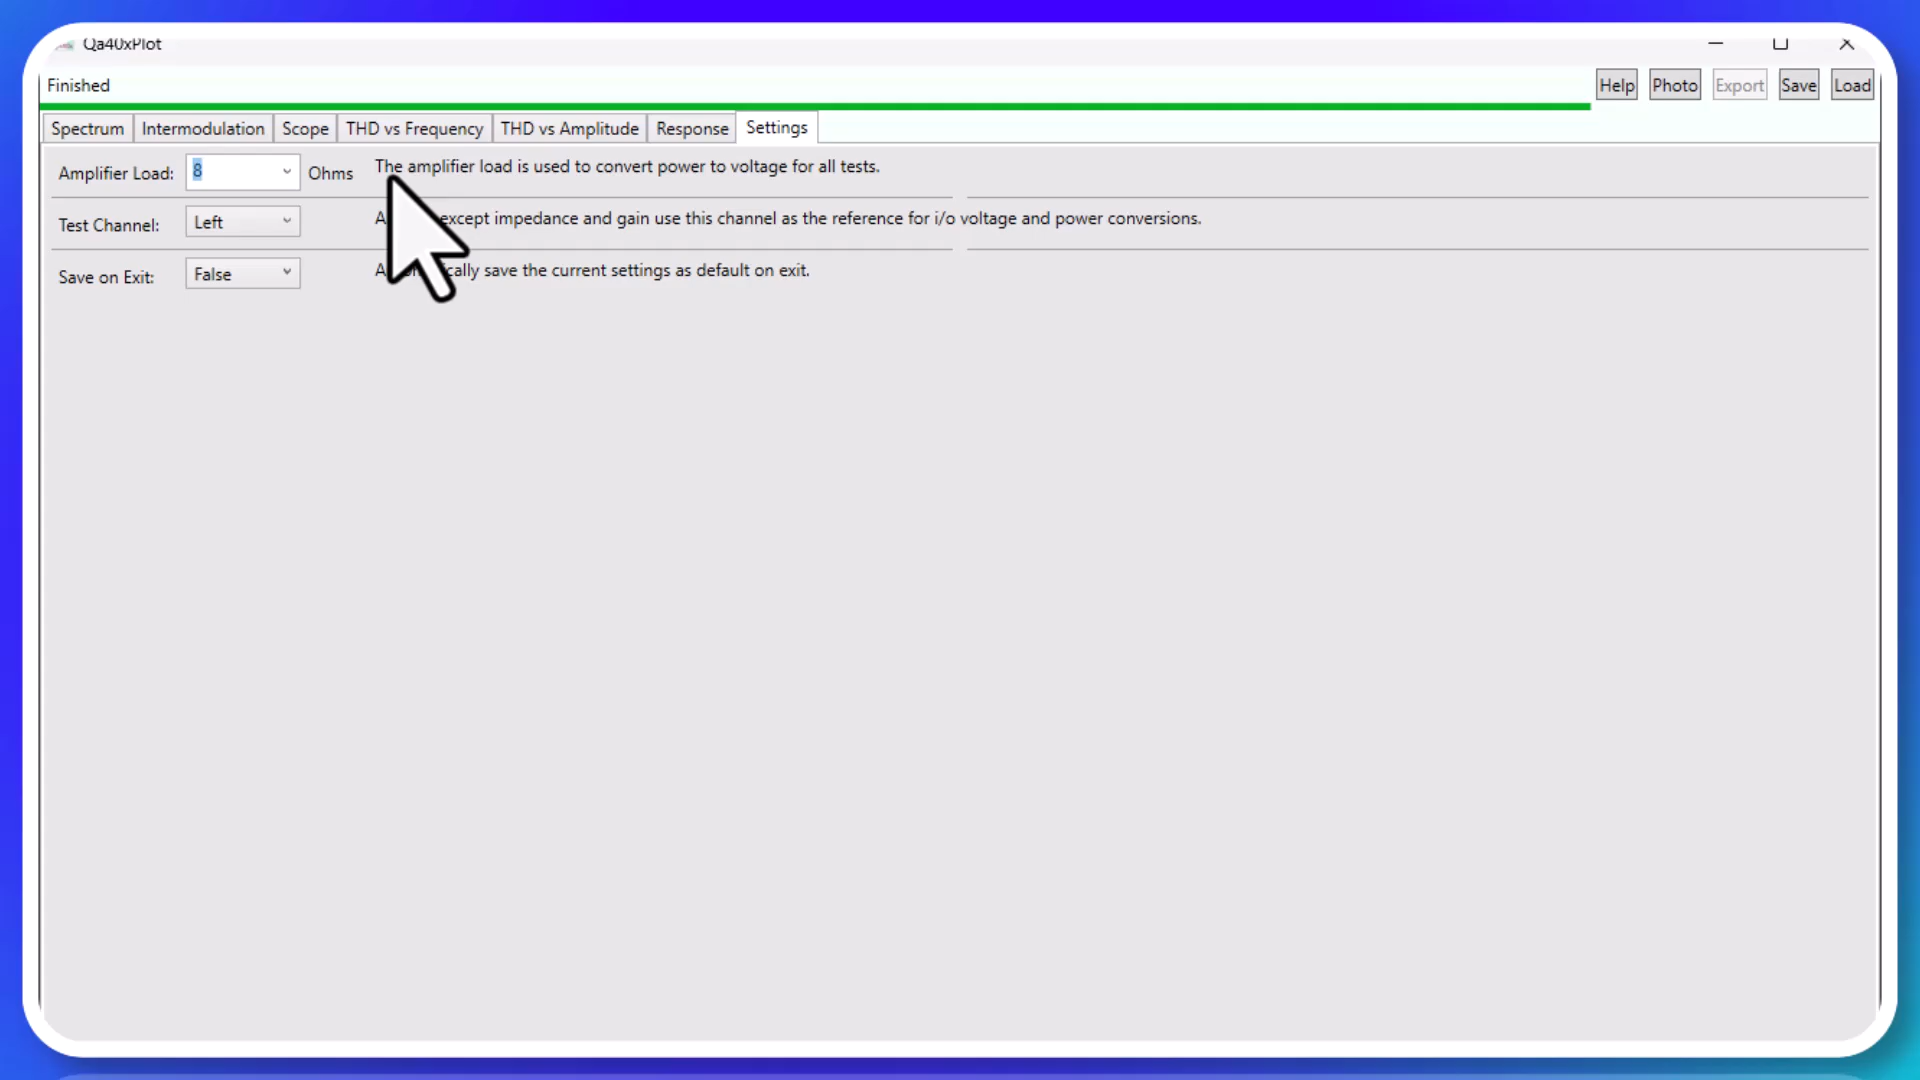 Qa40xPlot
Finished
Help Photo Export Save Load
Spectrum Intermodulation Scope THD vs Frequency THD vs Amplitude Response Settings
Amplifier Load: 8 Ohms The amplifier load is used to convert power to voltage for all tests.
Test Channel: Left except impedance and gain use this channel as the reference for i/o voltage and power conversions.
Save on Exit: False save the current settings as default on exit.